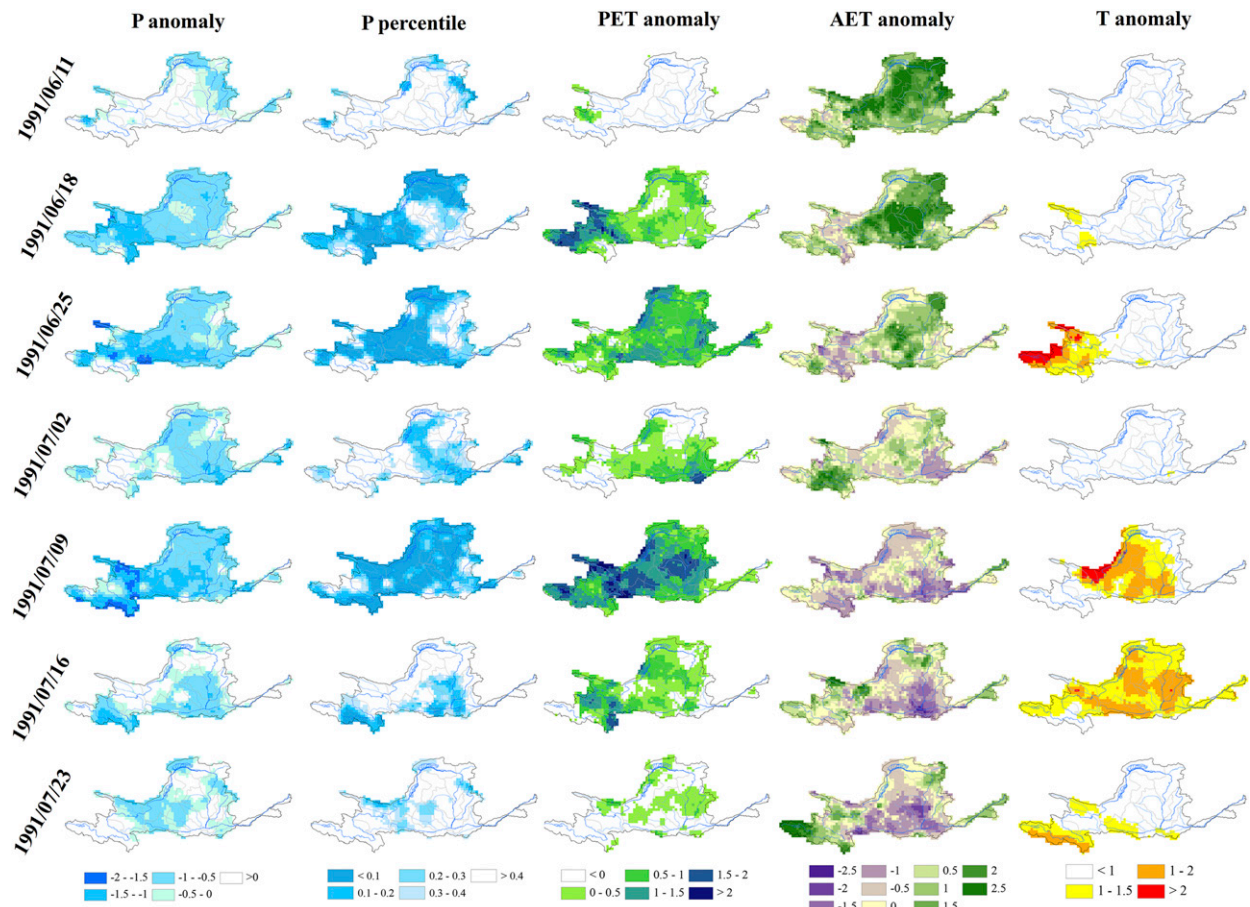 P anomaly P percentile PET anomaly AET anomaly T anomaly
1991/06/11
1991/06/18
1991/06/25
1991/07/02
1991/07/09
1991/07/16
1991/07/23
-2 - -1.5 -1 - -0.5 >0 < 0.1 0.2 - 0.3 > 0.4 < 0 0.5 - 1 1.5 - 2 -2.5 -1 0.5 2 < 1 1 - 2
-1.5 - -1 -0.5 - 0 0.1 - 0.2 0.3 - 0.4 0 - 0.5 1 - 1.5 > 2 -2 -0.5 1 2.5 1 - 1.5 > 2
-1.5 0 1.5